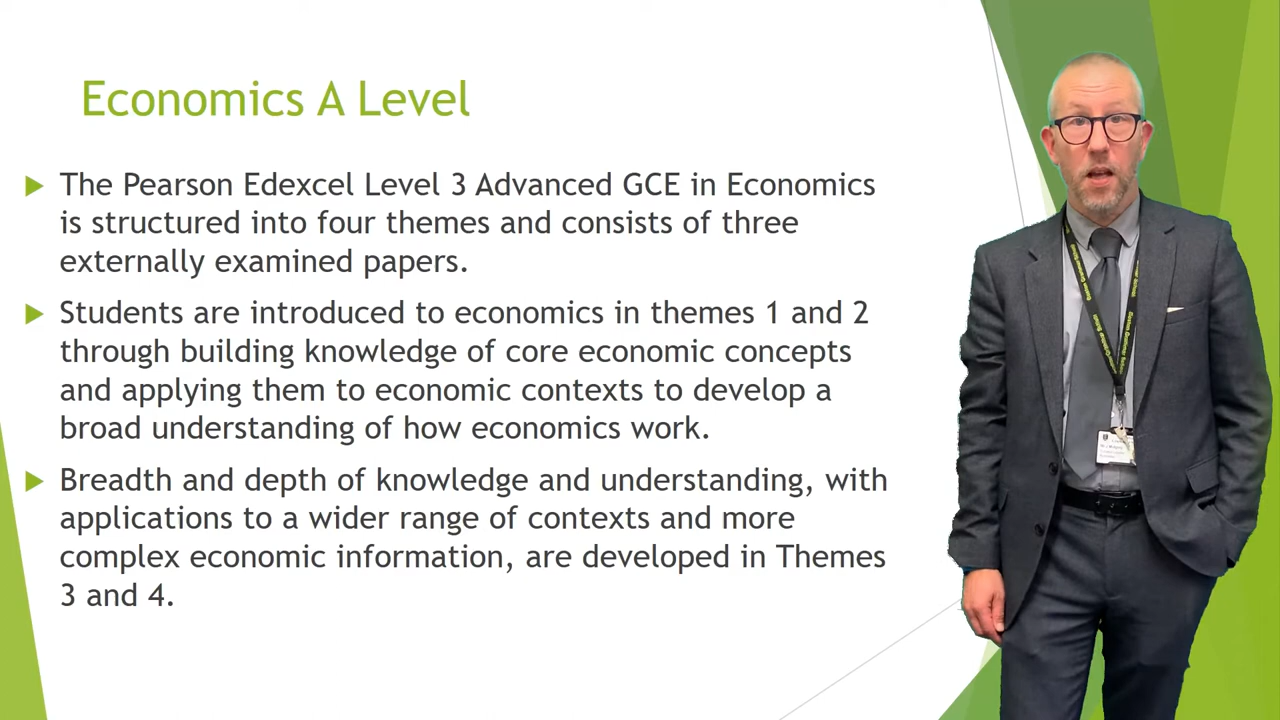 Economics A Level
The Pearson Edexcel Level 3 Advanced GCE in Economics
is structured into four themes and consists of three
externally examined papers.
Students are introduced to economics in themes 1 and 2
through building knowledge of core economic concepts
and applying them to economic contexts to develop a
broad understanding of how economics work.
Breadth and depth of knowledge and understanding, with
applications to a wider range of contexts and more
complex economic information, are developed in Themes
3 and 4.